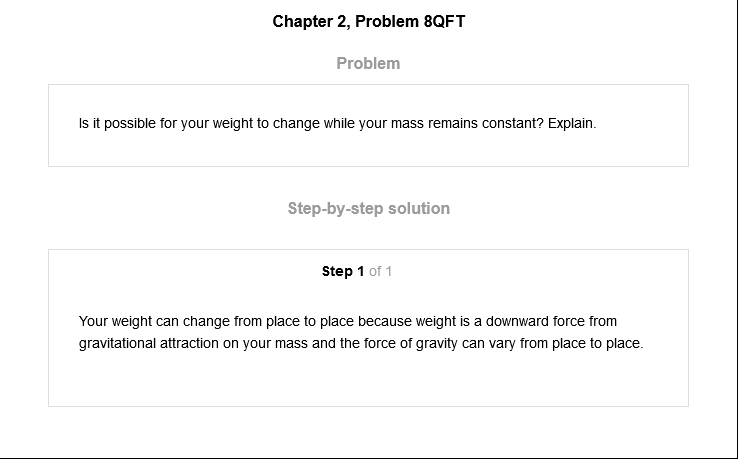 Chapter 2, Problem 8QFT
Problem
Is it possible for your weight to change while your mass remains constant? Explain.
Step-by-step solution
Step 1 of 1
Your weight can change from place to place because weight is a downward force from
gravitational attraction on your mass and the force of gravity can vary from place to place.